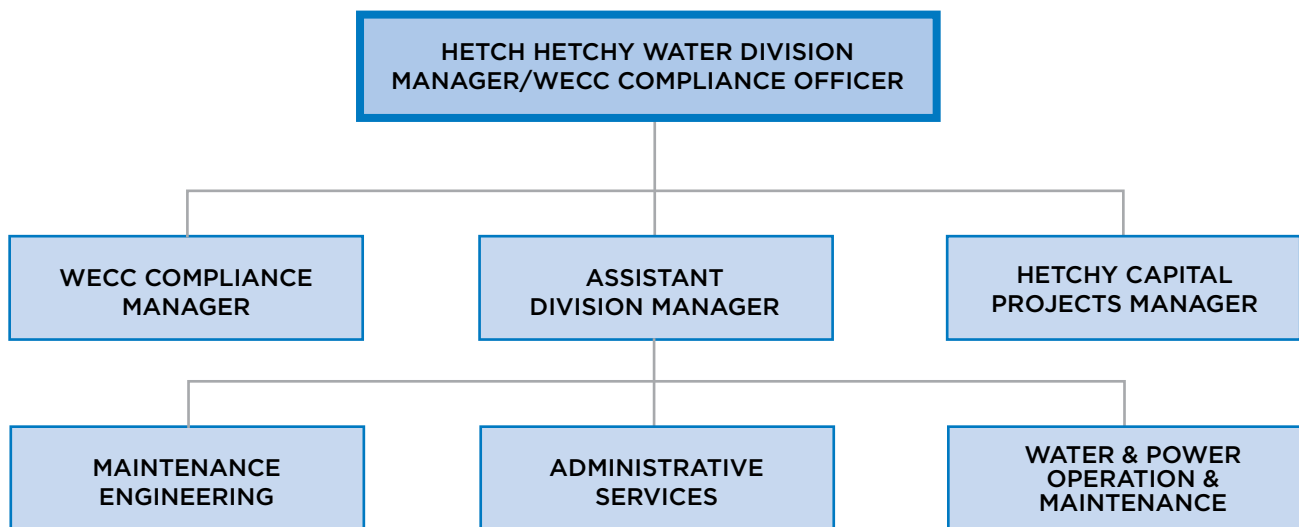 HETCH HETCHY WATER DIVISION
MANAGER/WECC COMPLIANCE OFFICER
WECC COMPLIANCE
MANAGER
ASSISTANT
DIVISION MANAGER
HETCHY CAPITAL
PROJECTS MANAGER
MAINTENANCE
ENGINEERING
ADMINISTRATIVE
SERVICES
WATER & POWER
OPERATION &
MAINTENANCE